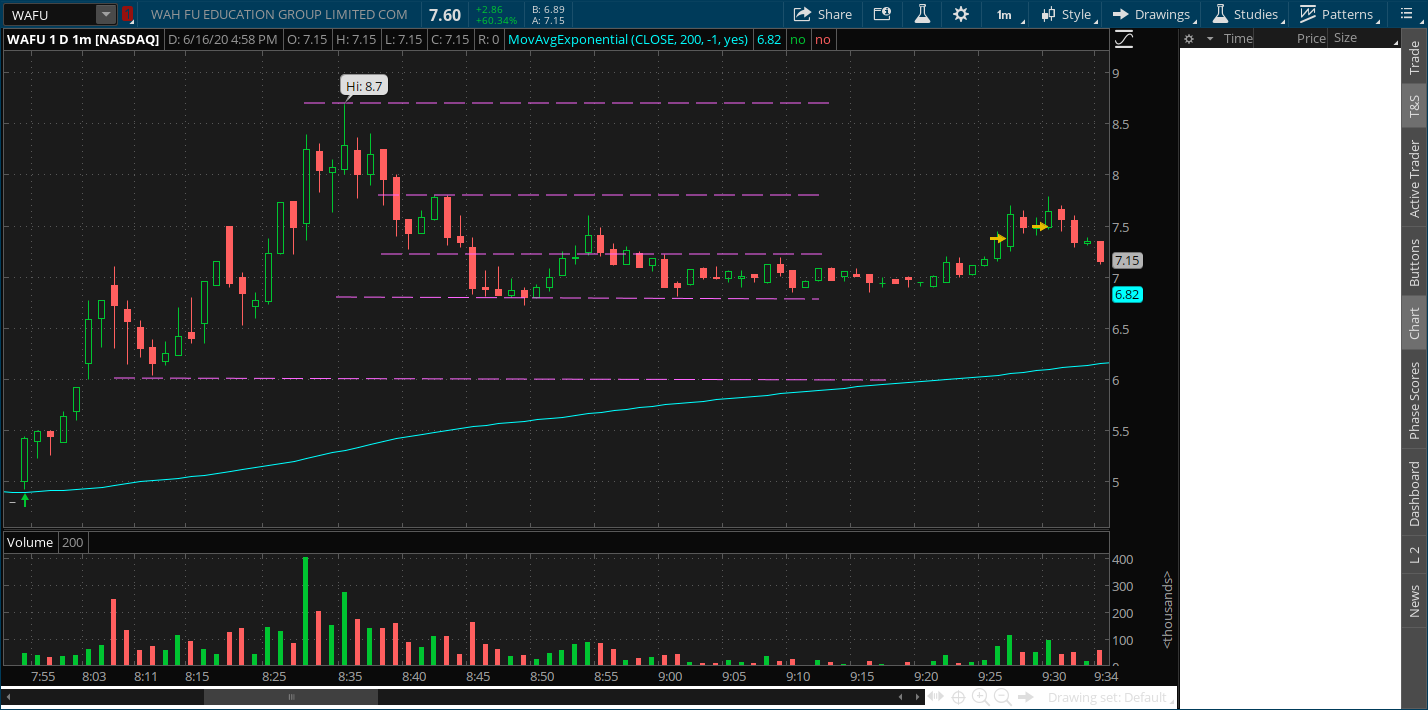 WAFU WAH FU EDUCATION GROUP LIMITED COM 7.60 +2.86 +60.34% B: 6.89 A: 7.15 Share 1m Style Drawings Studies Patterns
WAFU 1 D 1m [NASDAQ] D: 6/16/20 4:58 PM O: 7.15 H: 7.15 L: 7.15 C: 7.15 R: 0 MovAvgExponential (CLOSE, 200, -1, yes) 6.82 no no
Time Price Size
Hi: 8.7
9
8.5
8
7.5
7.15
7
6.82
6.5
6
5.5
5
Volume 200
400
300
200
100
<thousands>
7:55 8:03 8:11 8:15 8:25 8:35 8:40 8:45 8:50 8:55 9:00 9:05 9:10 9:15 9:20 9:25 9:30 9:34
Drawing set: Default
Trade
T&S
Active Trader
Buttons
Chart
Phase Scores
Dashboard
L 2
News